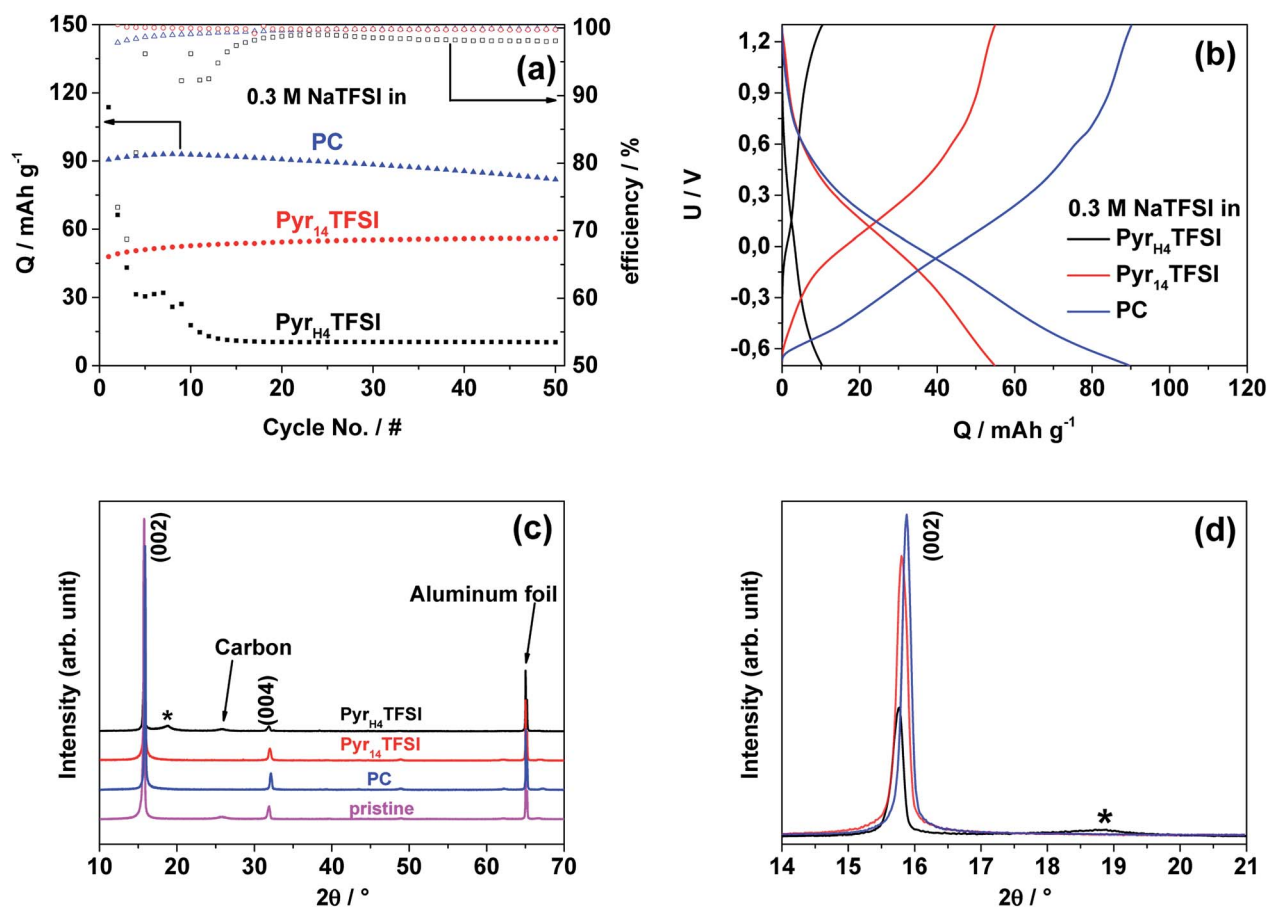 (a)
0.3 M NaTFSI in
PC
Pyr14TFSI
PyrH4TFSI
150
120
90
60
30
0
Q / mAh g-1
100
90
80
70
60
50
efficiency / %
0 10 20 30 40 50
Cycle No. / #
(b)
1,2
0,9
0,6
0,3
0,0
-0,3
-0,6
U / V
0.3 M NaTFSI in
PyrH4TFSI
Pyr14TFSI
PC
0 20 40 60 80 100 120
Q / mAh g-1
(c)
(002)
Aluminum foil
Carbon
*
(004)
PyrH4TFSI
Pyr14TFSI
PC
pristine
Intensity (arb. unit)
10 20 30 40 50 60 70
2θ / °
(d)
(002)
*
Intensity (arb. unit)
14 15 16 17 18 19 20 21
2θ / °